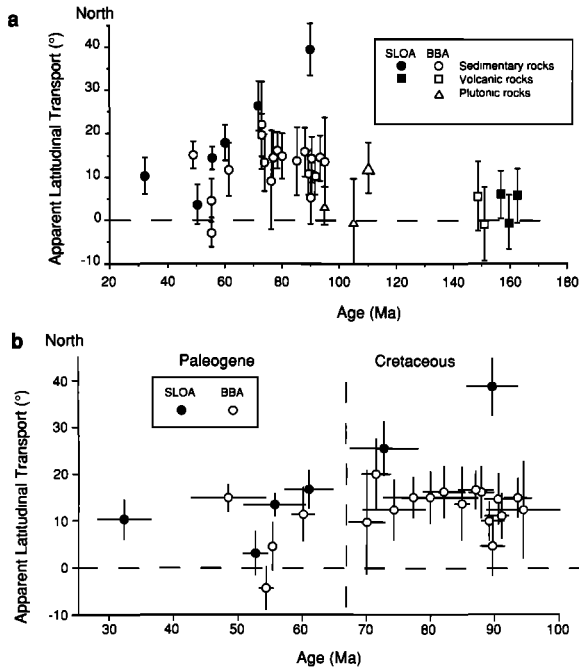 a
North
Apparent Latitudinal Transport (°)
40
30
20
10
0
-10
SLOA BBA
Sedimentary rocks
Volcanic rocks
Plutonic rocks
20 40 60 80 100 120 140 160 180
Age (Ma)
b
North
Paleogene Cretaceous
SLOA BBA
Apparent Latitudinal Transport (°)
40
30
20
10
0
-10
30 40 50 60 70 80 90 100
Age (Ma)